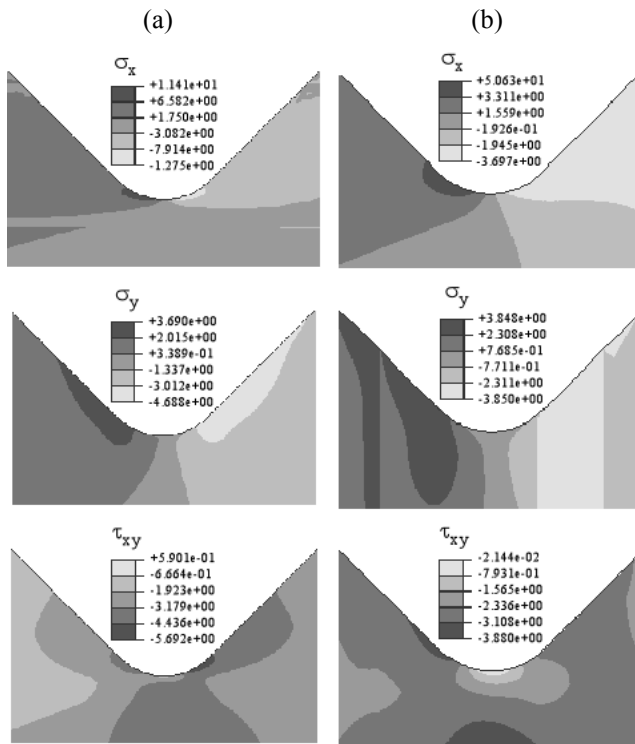 (a) (b)
σx
+1.141e+01
+6.582e+00
+1.750e+00
-3.082e+00
-7.914e+00
-1.275e+00
σx
+5.063e+01
+3.311e+00
+1.559e+00
-1.926e-01
-1.945e+00
-3.697e+00
σy
+3.690e+00
+2.015e+00
+3.389e-01
-1.337e+00
-3.012e+00
-4.688e+00
σy
+3.848e+00
+2.308e+00
+7.685e-01
-7.711e-01
-2.311e+00
-3.850e+00
τxy
+5.901e-01
-6.664e-01
-1.923e+00
-3.179e+00
-4.436e+00
-5.692e+00
τxy
-2.144e-02
-7.931e-01
-1.565e+00
-2.336e+00
-3.108e+00
-3.880e+00